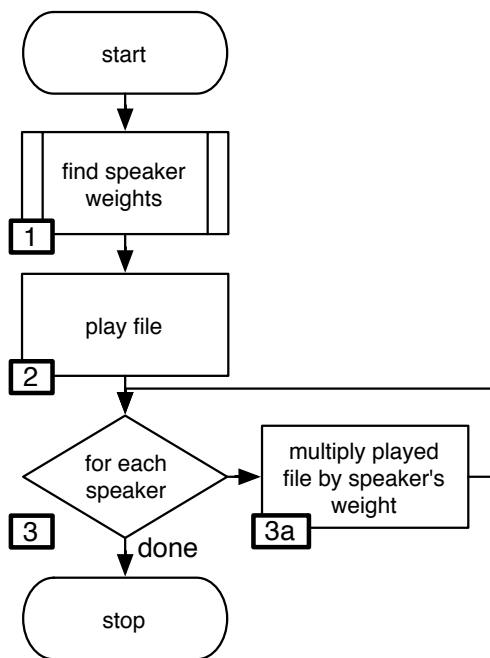 start
find speaker
weights
1
play file
2
for each
speaker
3
multiply played
file by speaker's
weight
3a
done
stop